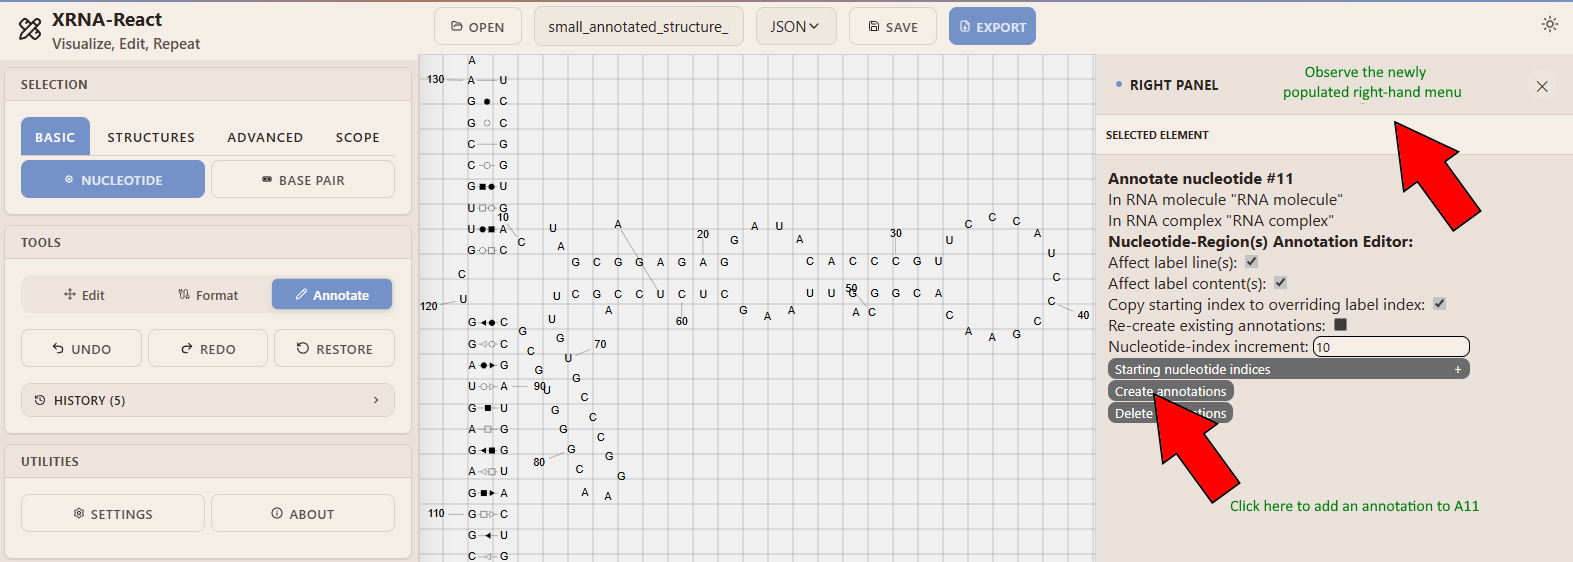 XRNA-React
Visualize, Edit, Repeat
OPEN
small_annotated_structure_
JSON
SAVE
EXPORT
SELECTION
BASIC STRUCTURES ADVANCED SCOPE
NUCLEOTIDE BASE PAIR
TOOLS
Edit Format Annotate
UNDO REDO RESTORE
HISTORY (5)
UTILITIES
SETTINGS ABOUT
A
130 A U
G C
G C
C G
C G
G U
U G
10
U A
G C
C
120 U
G C
G C
A G
U A 90
G U
A G
G G
A U
G A
110 G C
G U
C G
C U A
G C G G A G A G
A
20
G A U A
C A C C C G U
30
U C C C A U C C C G A A C
40
U U G G G C A
50
A C
G A A
U C G C C U C U C
60
A
U G U G C C C G G
70
G C G U G G G C A A
80
RIGHT PANEL
Observe the newly
populated right-hand menu
SELECTED ELEMENT
Annotate nucleotide #11
In RNA molecule "RNA molecule"
In RNA complex "RNA complex"
Nucleotide-Region(s) Annotation Editor:
Affect label line(s):
Affect label content(s):
Copy starting index to overriding label index:
Re-create existing annotations:
Nucleotide-index increment: 10
Starting nucleotide indices +
Create annotations
Delete
Click here to add an annotation to A11